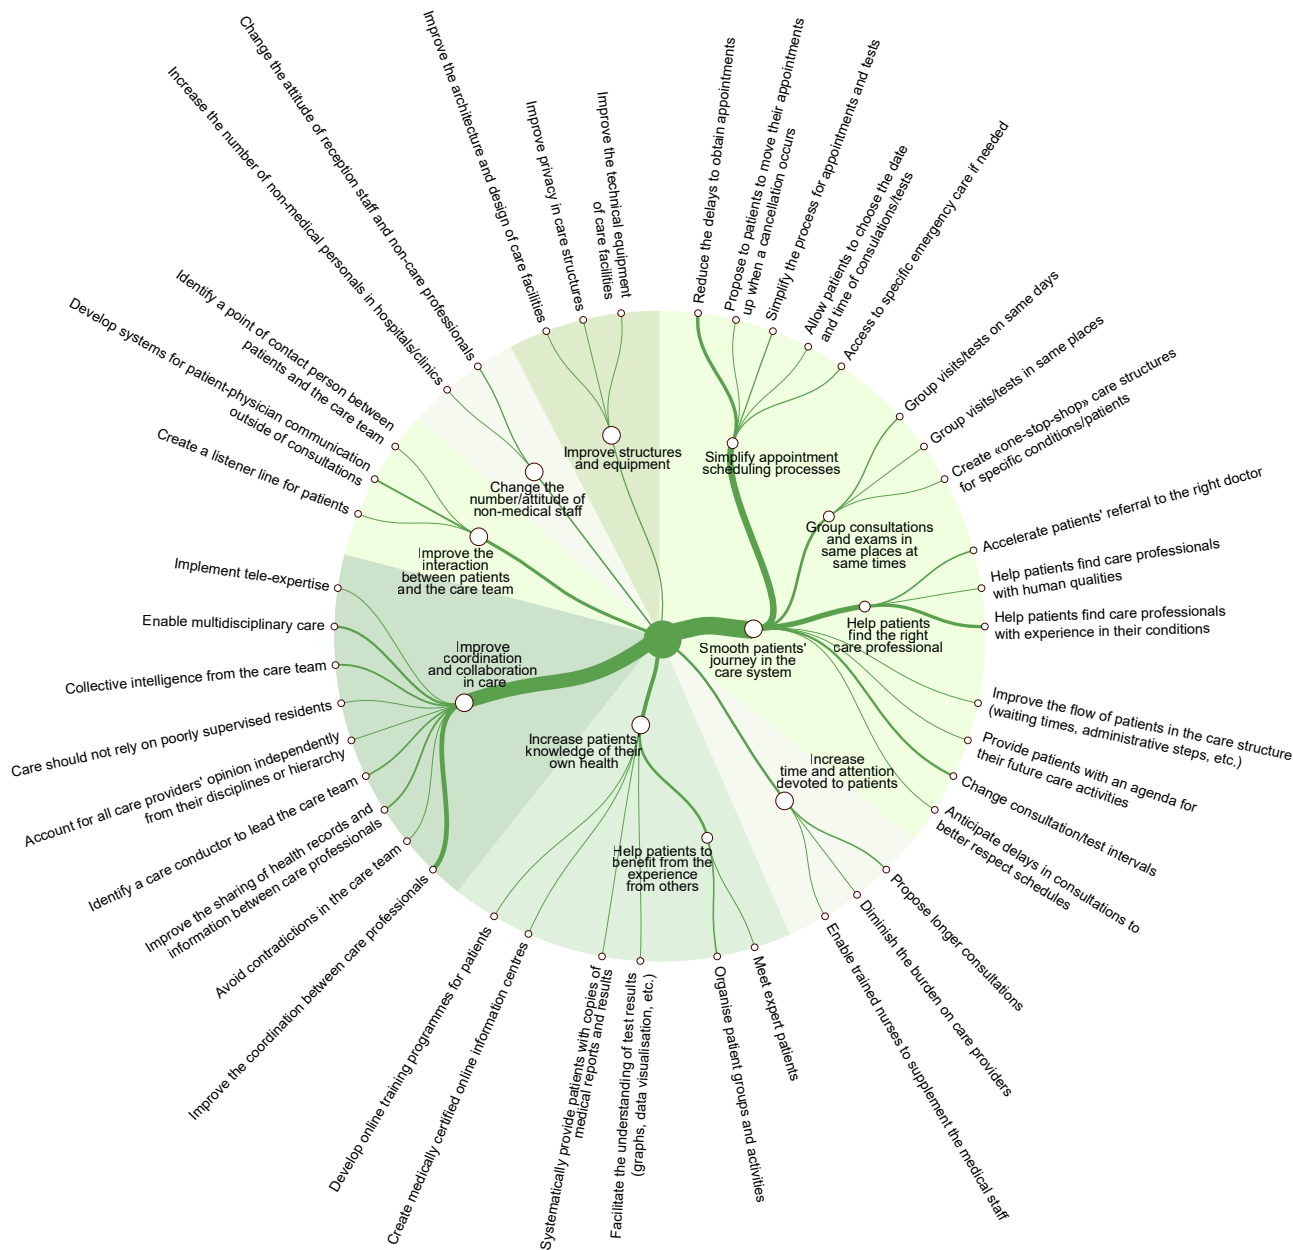 Reduce the delays to obtain appointments
Propose to patients to move their appointments
up when a cancellation occurs
Simplify the process for appointments and tests
Allow patients to choose the date
and time of consulations/tests
Access to specific emergency care if needed
Group visits/tests on same days
Group visits/tests in same places
Create «one-stop-shop» care structures
for specific conditions/patients
Accelerate patients' referral to the right doctor
Help patients find care professionals
with human qualities
Help patients find care professionals
with experience in their conditions
Improve the flow of patients in the care structure
(waiting times, administrative steps, etc.)
Provide patients with an agenda for
their future care activities
Change consultation/test intervals
Anticipate delays in consultations to
better respect schedules
Propose longer consultations
Diminish the burden on care providers
Enable trained nurses to supplement the medical staff
Meet expert patients
Organise patient groups and activities
Facilitate the understanding of test results
(graphs, data visualisation, etc.)
Systematically provide patients with copies of
medical reports and results
Create medically certified online information centres
Develop online training programmes for patients
Improve the coordination between care professionals
Avoid contradictions in the care team
Improve the sharing of health records and
information between care professionals
Identify a care conductor to lead the care team
Account for all care providers' opinion independently
from their disciplines or hierarchy
Care should not rely on poorly supervised residents
Collective intelligence from the care team
Enable multidisciplinary care
Implement tele-expertise
Create a listener line for patients
Develop systems for patient-physician communication
outside of consultations
Identify a point of contact person between
patients and the care team
Increase the number of non-medical personals in hospitals/clinics
Change the attitude of reception staff and non-care professionals
Improve the architecture and design of care facilities
Improve privacy in care structures
Improve the technical equipment
of care facilities
Simplify appointment
scheduling processes
Group consultations
and exams in
same places at
same times
Help patients
find the right
care professional
Smooth patients'
journey in the
care system
Increase
time and attention
devoted to patients
Increase patients'
knowledge of their
own health
Help patients to
benefit from the
experience
from others
Improve
coordination
and collaboration
in care
Improve the
interaction
between patients
and the care team
Change the
number/attitude of
non-medical staff
Improve structures
and equipment